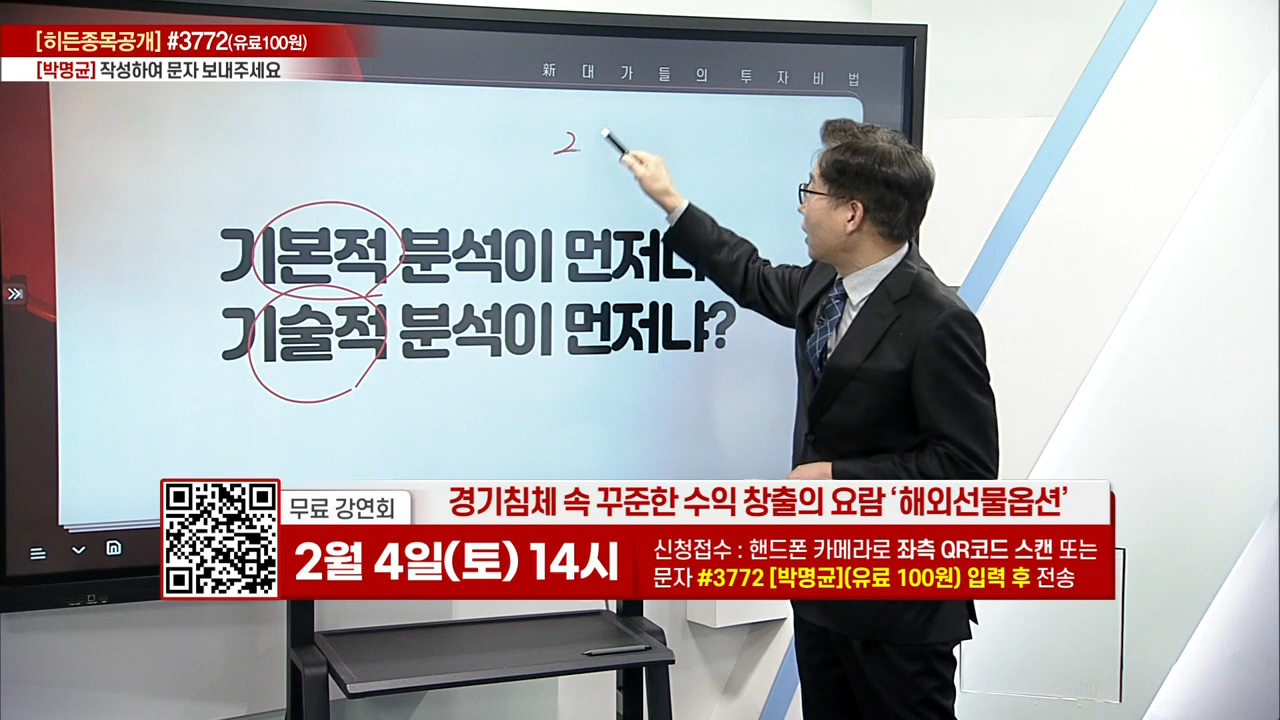 [히든종목공개] #3772(유료100원)
[박명균] 작성하여 문자 보내주세요
新 대 가 들 의 투 자 비 법
2
기본적 분석이 먼저냐
기술적 분석이 먼저냐?
무료 강연회
경기침체 속 꾸준한 수익 창출의 요람 ‘해외선물옵션’
2월 4일(토) 14시
신청접수 : 핸드폰 카메라로 좌측 QR코드 스캔 또는
문자 #3772 [박명균](유료 100원) 입력 후 전송